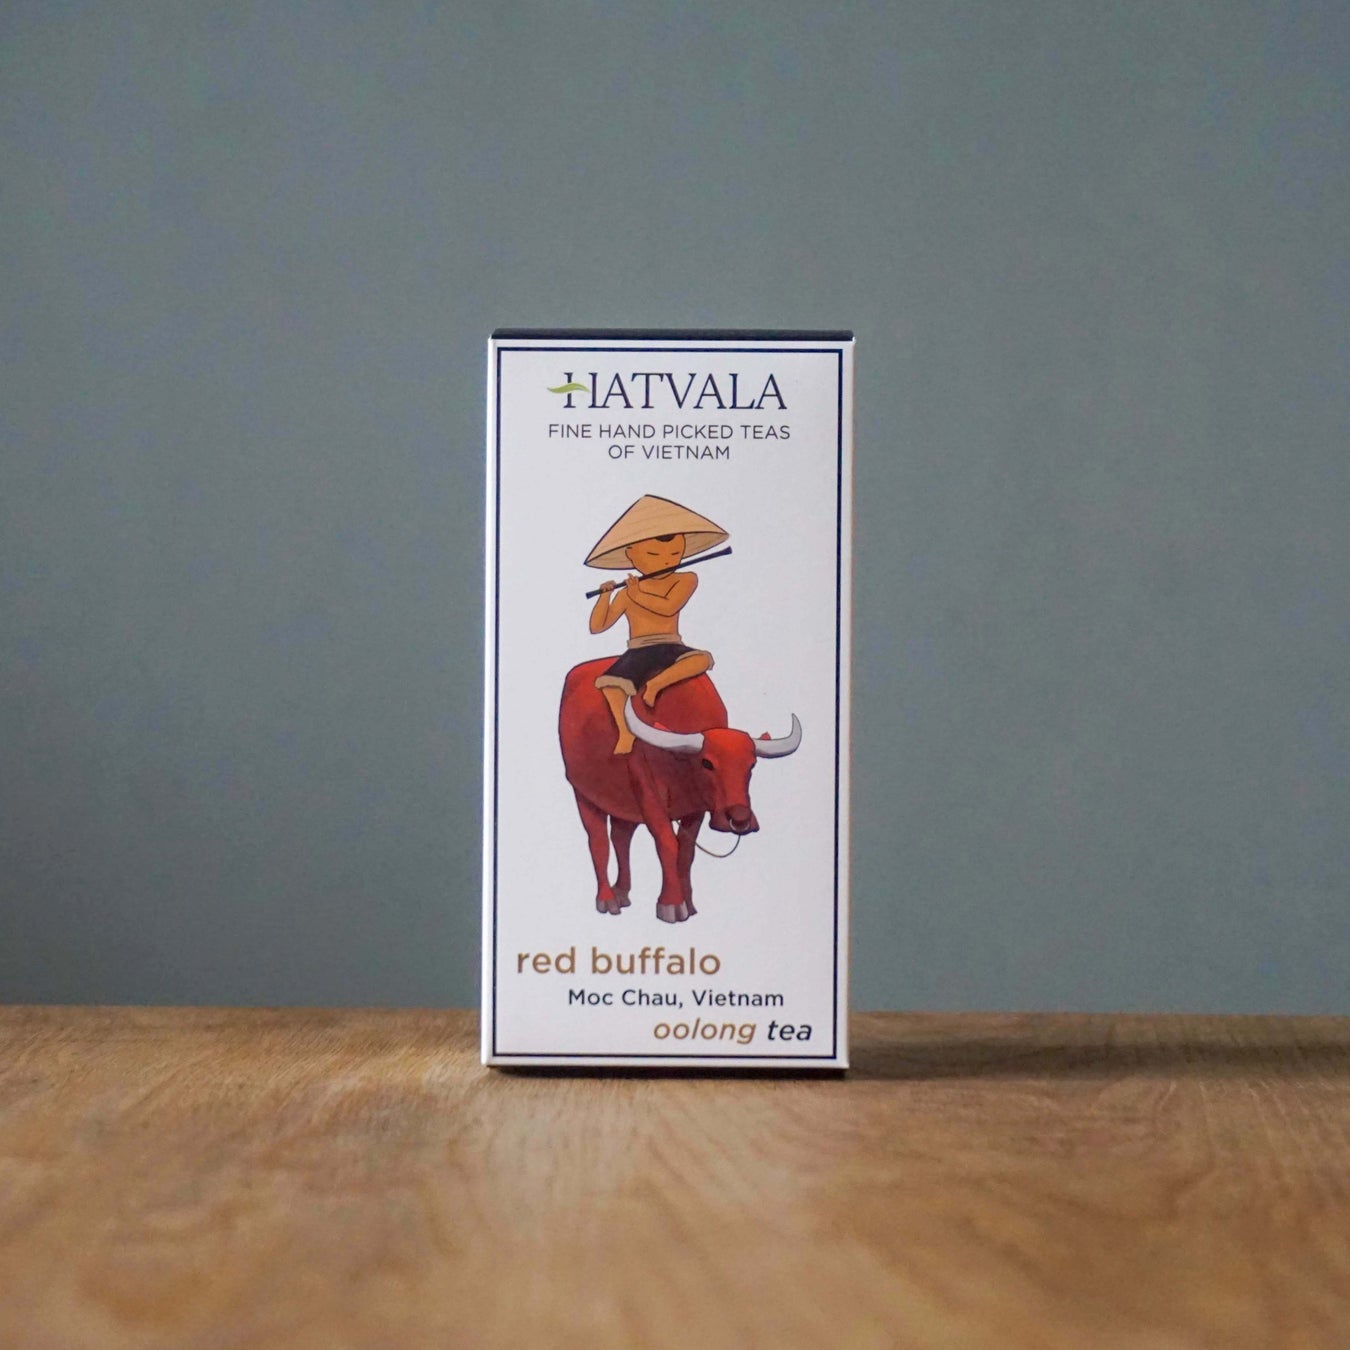 HATVALA
FINE HAND PICKED TEAS
OF VIETNAM
red buffalo
Moc Chau, Vietnam
oolong tea